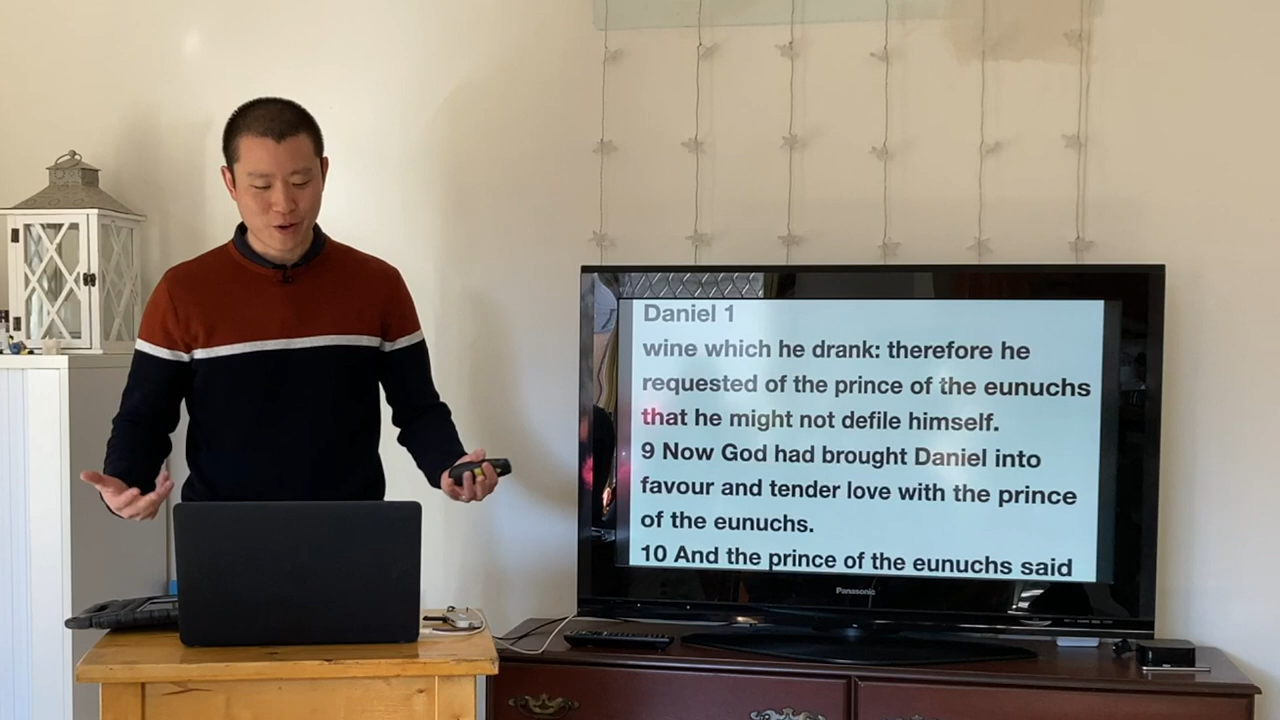 Daniel 1
wine which he drank: therefore he
requested of the prince of the eunuchs
that he might not defile himself.
9 Now God had brought Daniel into
favour and tender love with the prince
of the eunuchs.
10 And the prince of the eunuchs said
Panasonic